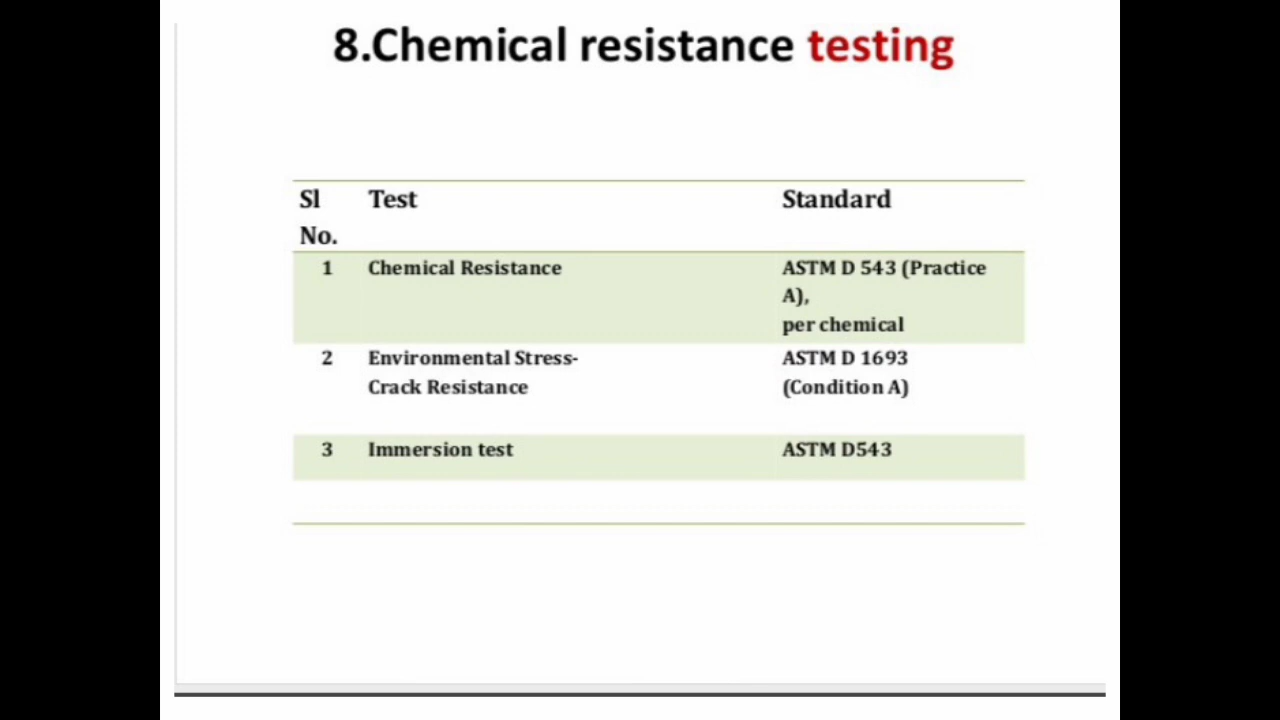 8.Chemical resistance testing
Sl Test Standard
No.
1 Chemical Resistance ASTM D 543 (Practice
A),
per chemical
2 Environmental Stress- ASTM D 1693
Crack Resistance (Condition A)
3 Immersion test ASTM D543